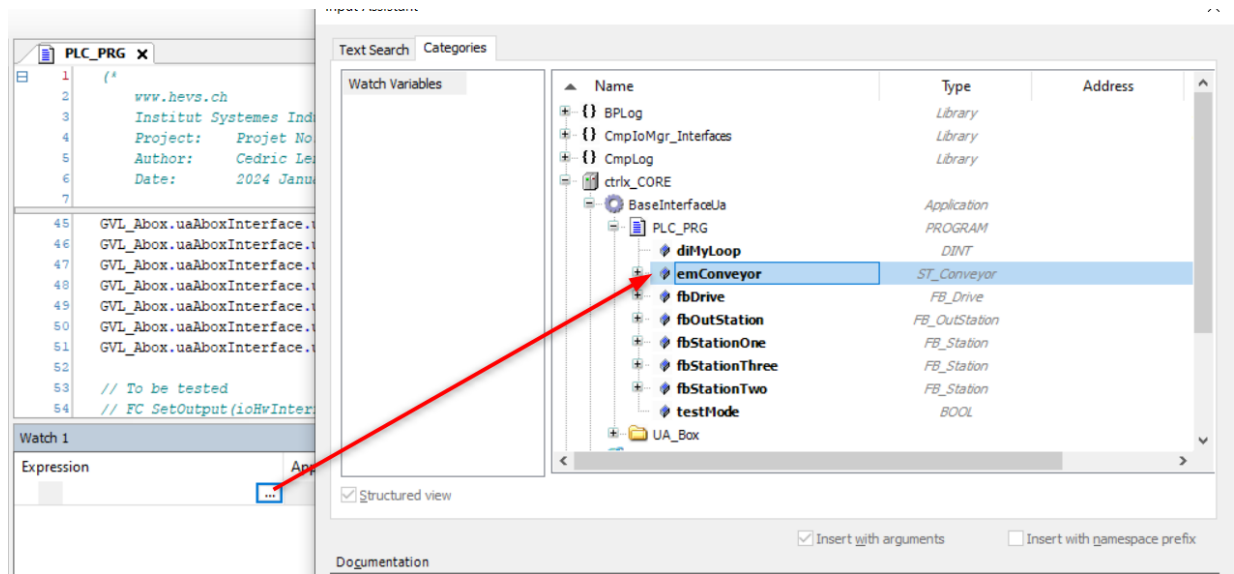 Input Assistant
PLC_PRG
Text Search Categories
1 (*
2 www.hevs.ch
3 Institut Systemes
4 Project: Projet
5 Author: Cedric
6 Date: 2024
7
45 GVL_Abox.uaAboxInterface.
46 GVL_Abox.uaAboxInterface.
47 GVL_Abox.uaAboxInterface.
48 GVL_Abox.uaAboxInterface.
49 GVL_Abox.uaAboxInterface.
50 GVL_Abox.uaAboxInterface.
51 GVL_Abox.uaAboxInterface.
52
53 // To be tested
54 // FC SetOutput(ioHwInter
Watch 1
Expression App
...
Watch Variables
Name Type Address
{} BPLog Library
{} CmpIoMgr_Interfaces Library
{} CmpLog Library
ctrlx_CORE
BaseInterfaceUa Application
PLC_PRG PROGRAM
diMyLoop DINT
emConveyor ST_Conveyor
fbDrive FB_Drive
fbOutStation FB_OutStation
fbStationOne FB_Station
fbStationThree FB_Station
fbStationTwo FB_Station
testMode BOOL
UA_Box
Structured view
Insert with arguments Insert with namespace prefix
Documentation